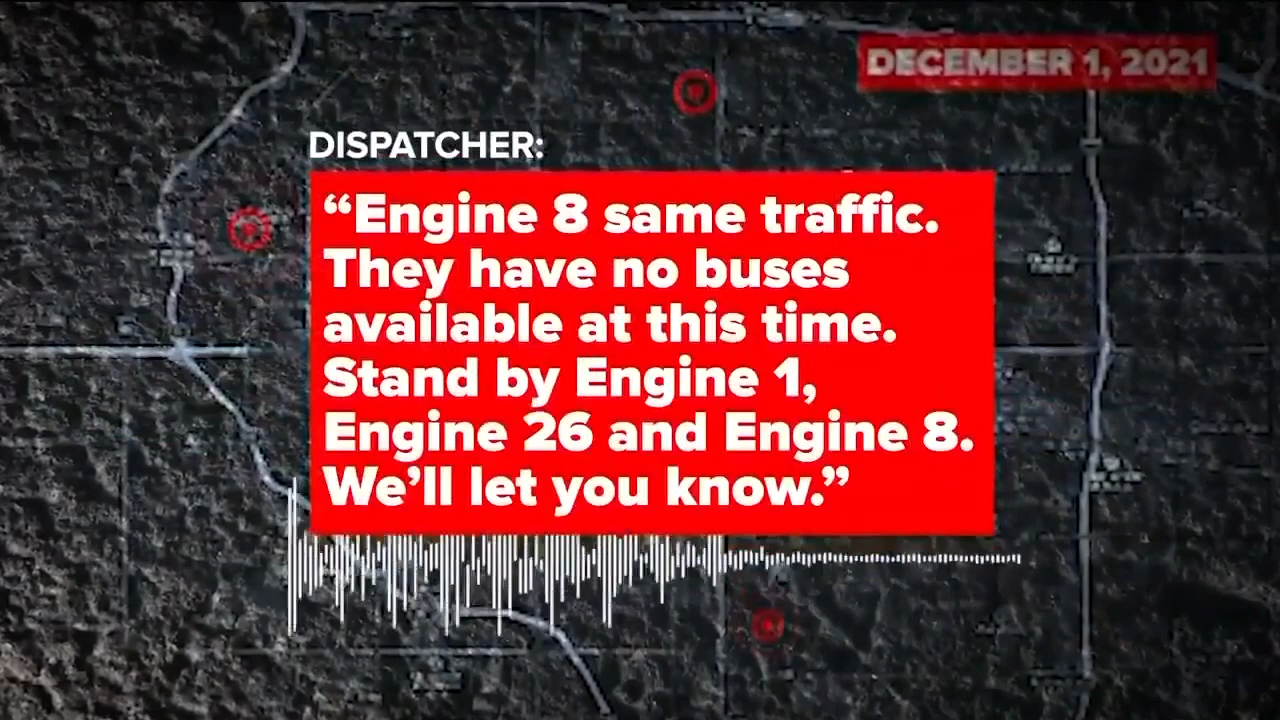 DECEMBER 1, 2021
DISPATCHER:
“Engine 8 same traffic.
They have no buses
available at this time.
Stand by Engine 1,
Engine 26 and Engine 8.
We’ll let you know.”